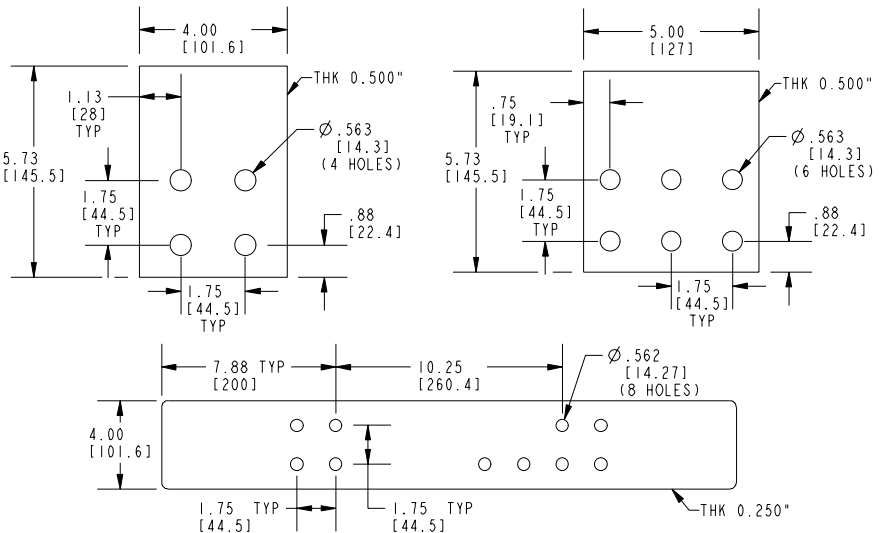 4.00
[101.6]
THK 0.500"
1.13
[28]
TYP
Ø.563
[14.3]
(4 HOLES)
5.73
[145.5]
1.75
[44.5]
TYP
.88
[22.4]
1.75
[44.5]
TYP
5.00
[127]
THK 0.500"
.75
[19.1]
TYP
Ø.563
[14.3]
(6 HOLES)
5.73
[145.5]
1.75
[44.5]
TYP
.88
[22.4]
1.75
[44.5]
TYP
7.88 TYP
[200]
10.25
[260.4]
Ø.562
[14.27]
(8 HOLES)
4.00
[101.6]
1.75 TYP
[44.5]
1.75 TYP
[44.5]
THK 0.250"